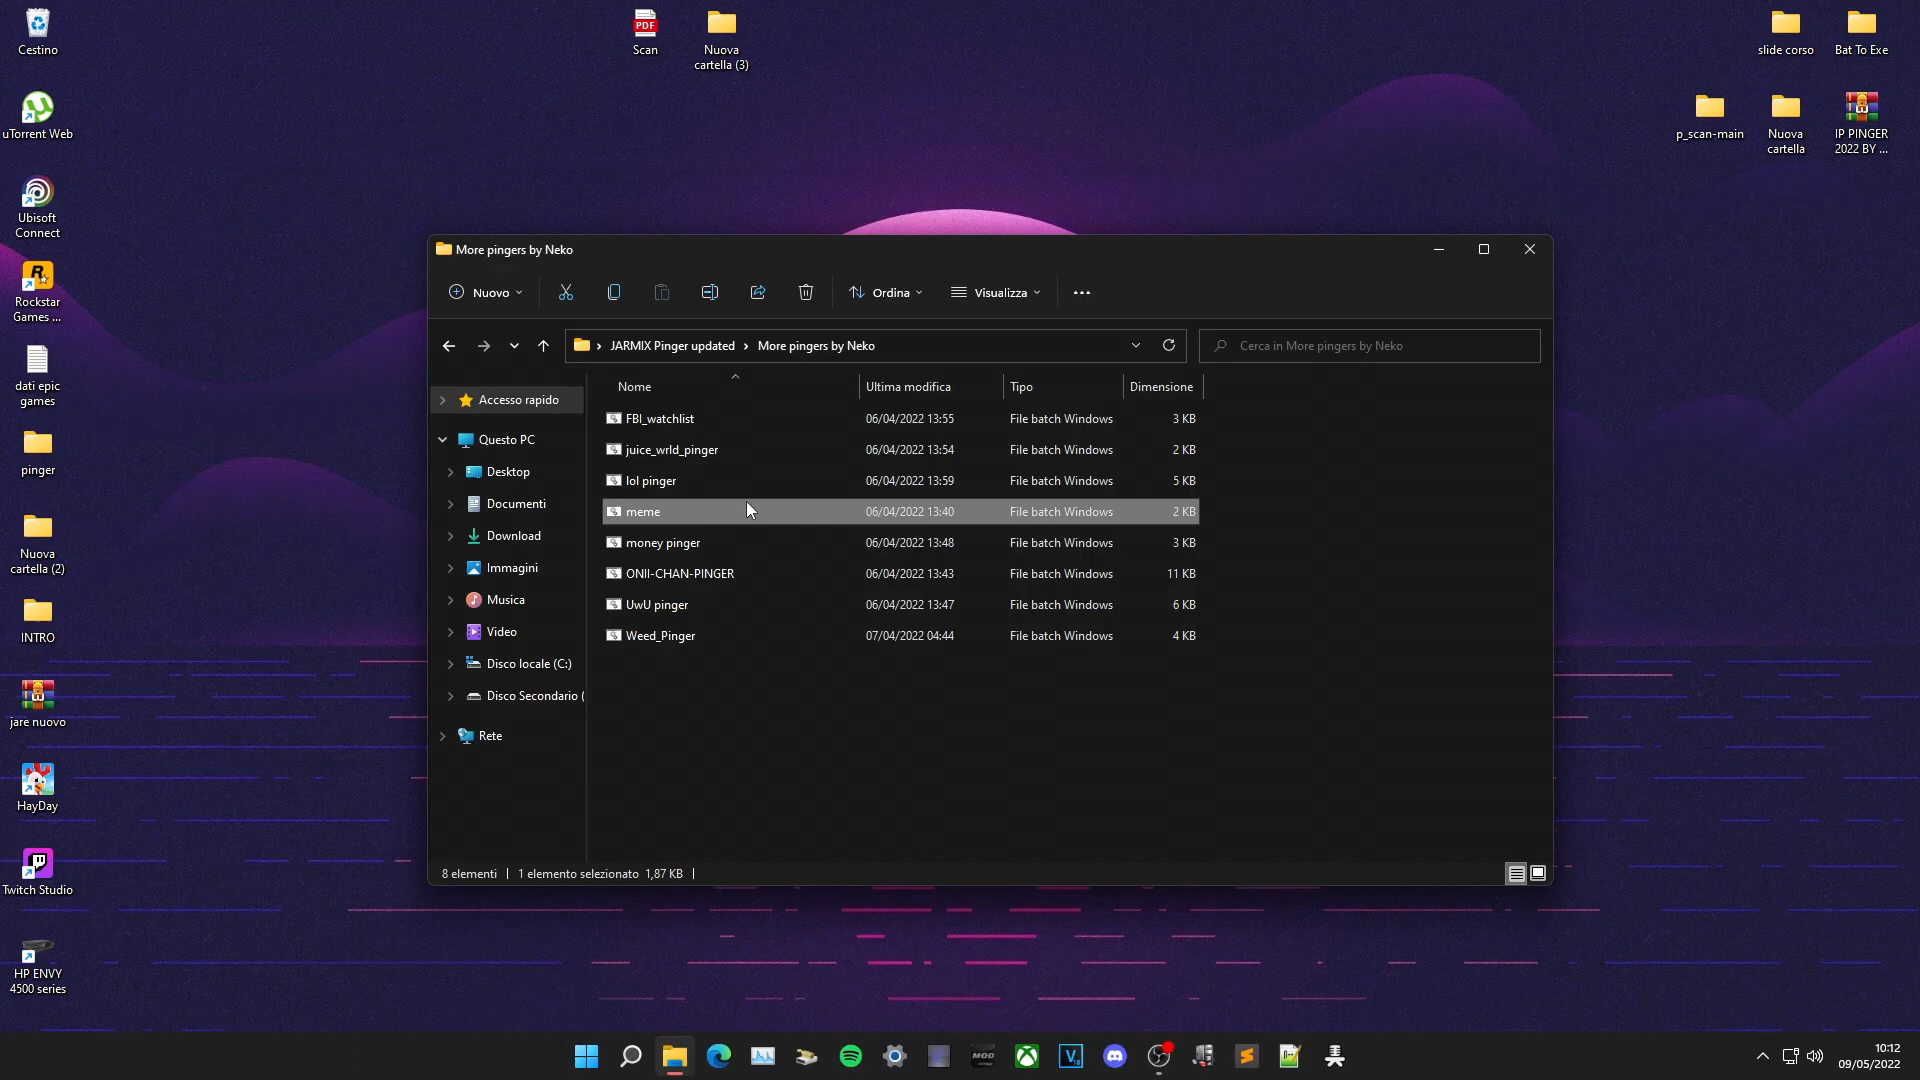 Cestino
Scan
Nuova
cartella (3)
slide corso
Bat To Exe
uTorrent Web
p_scan-main
Nuova
cartella
IP PINGER
2022 BY ...
Ubisoft
Connect
Rockstar
Games ...
dati epic
games
pinger
Nuova
cartella (2)
INTRO
jare nuovo
HayDay
Twitch Studio
HP ENVY
4500 series
More pingers by Neko
Nuovo
Ordina
Visualizza
JARMIX Pinger updated
More pingers by Neko
Cerca in More pingers by Neko
Accesso rapido
Questo PC
Desktop
Documenti
Download
Immagini
Musica
Video
Disco locale (C:)
Disco Secondario (
Rete
Nome Ultima modifica Tipo Dimensione
FBI_watchlist 06/04/2022 13:55 File batch Windows 3 KB
juice_wrld_pinger 06/04/2022 13:54 File batch Windows 2 KB
lol pinger 06/04/2022 13:59 File batch Windows 5 KB
meme 06/04/2022 13:40 File batch Windows 2 KB
money pinger 06/04/2022 13:48 File batch Windows 3 KB
ONII-CHAN-PINGER 06/04/2022 13:43 File batch Windows 11 KB
UwU pinger 06/04/2022 13:47 File batch Windows 6 KB
Weed_Pinger 07/04/2022 04:44 File batch Windows 4 KB
8 elementi 1 elemento selezionato 1,87 KB
PDF
MOD
10:12
09/05/2022